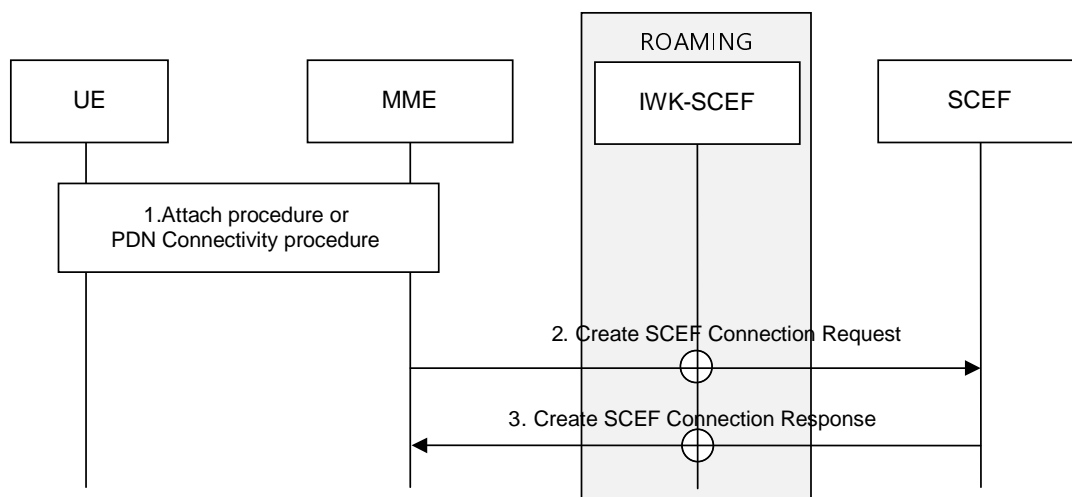 ROAMING
UE
MME
IWK-SCEF
SCEF
1.Attach procedure or
PDN Connectivity procedure
2. Create SCEF Connection Request
3. Create SCEF Connection Response